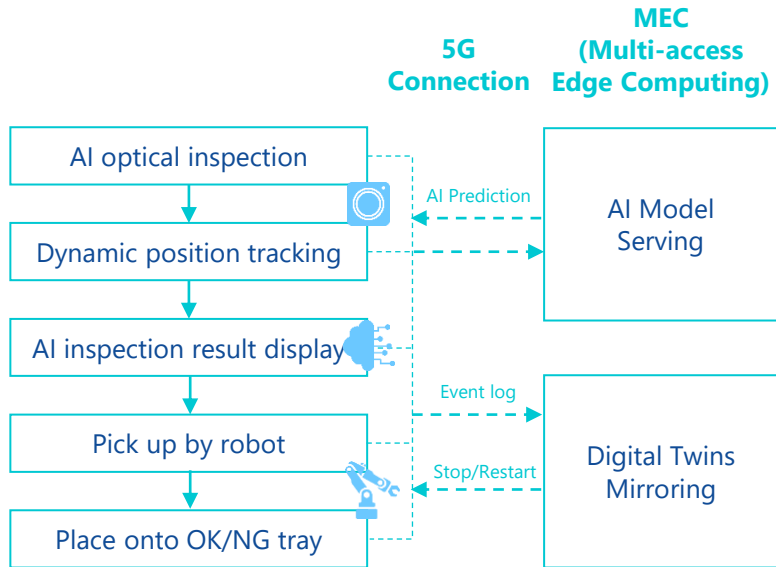 5G
Connection
MEC
(Multi-access
Edge Computing)
AI optical inspection
Dynamic position tracking
AI inspection result display
Pick up by robot
Place onto OK/NG tray
AI Prediction
Event log
Stop/Restart
AI Model
Serving
Digital Twins
Mirroring